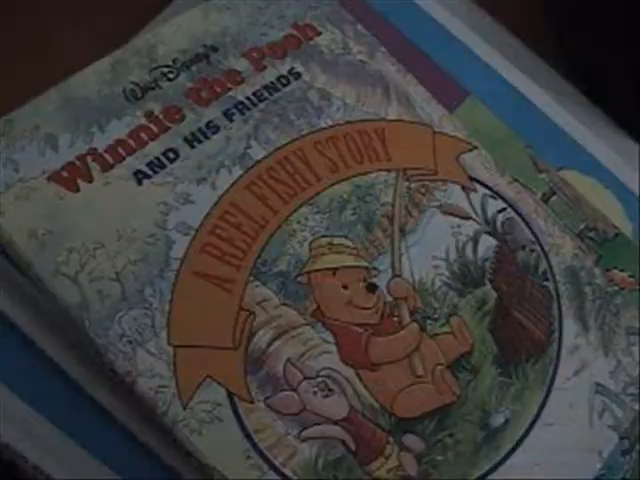 Walt Disney's
Winnie the Pooh
AND HIS FRIENDS
A REEL FISHY STORY